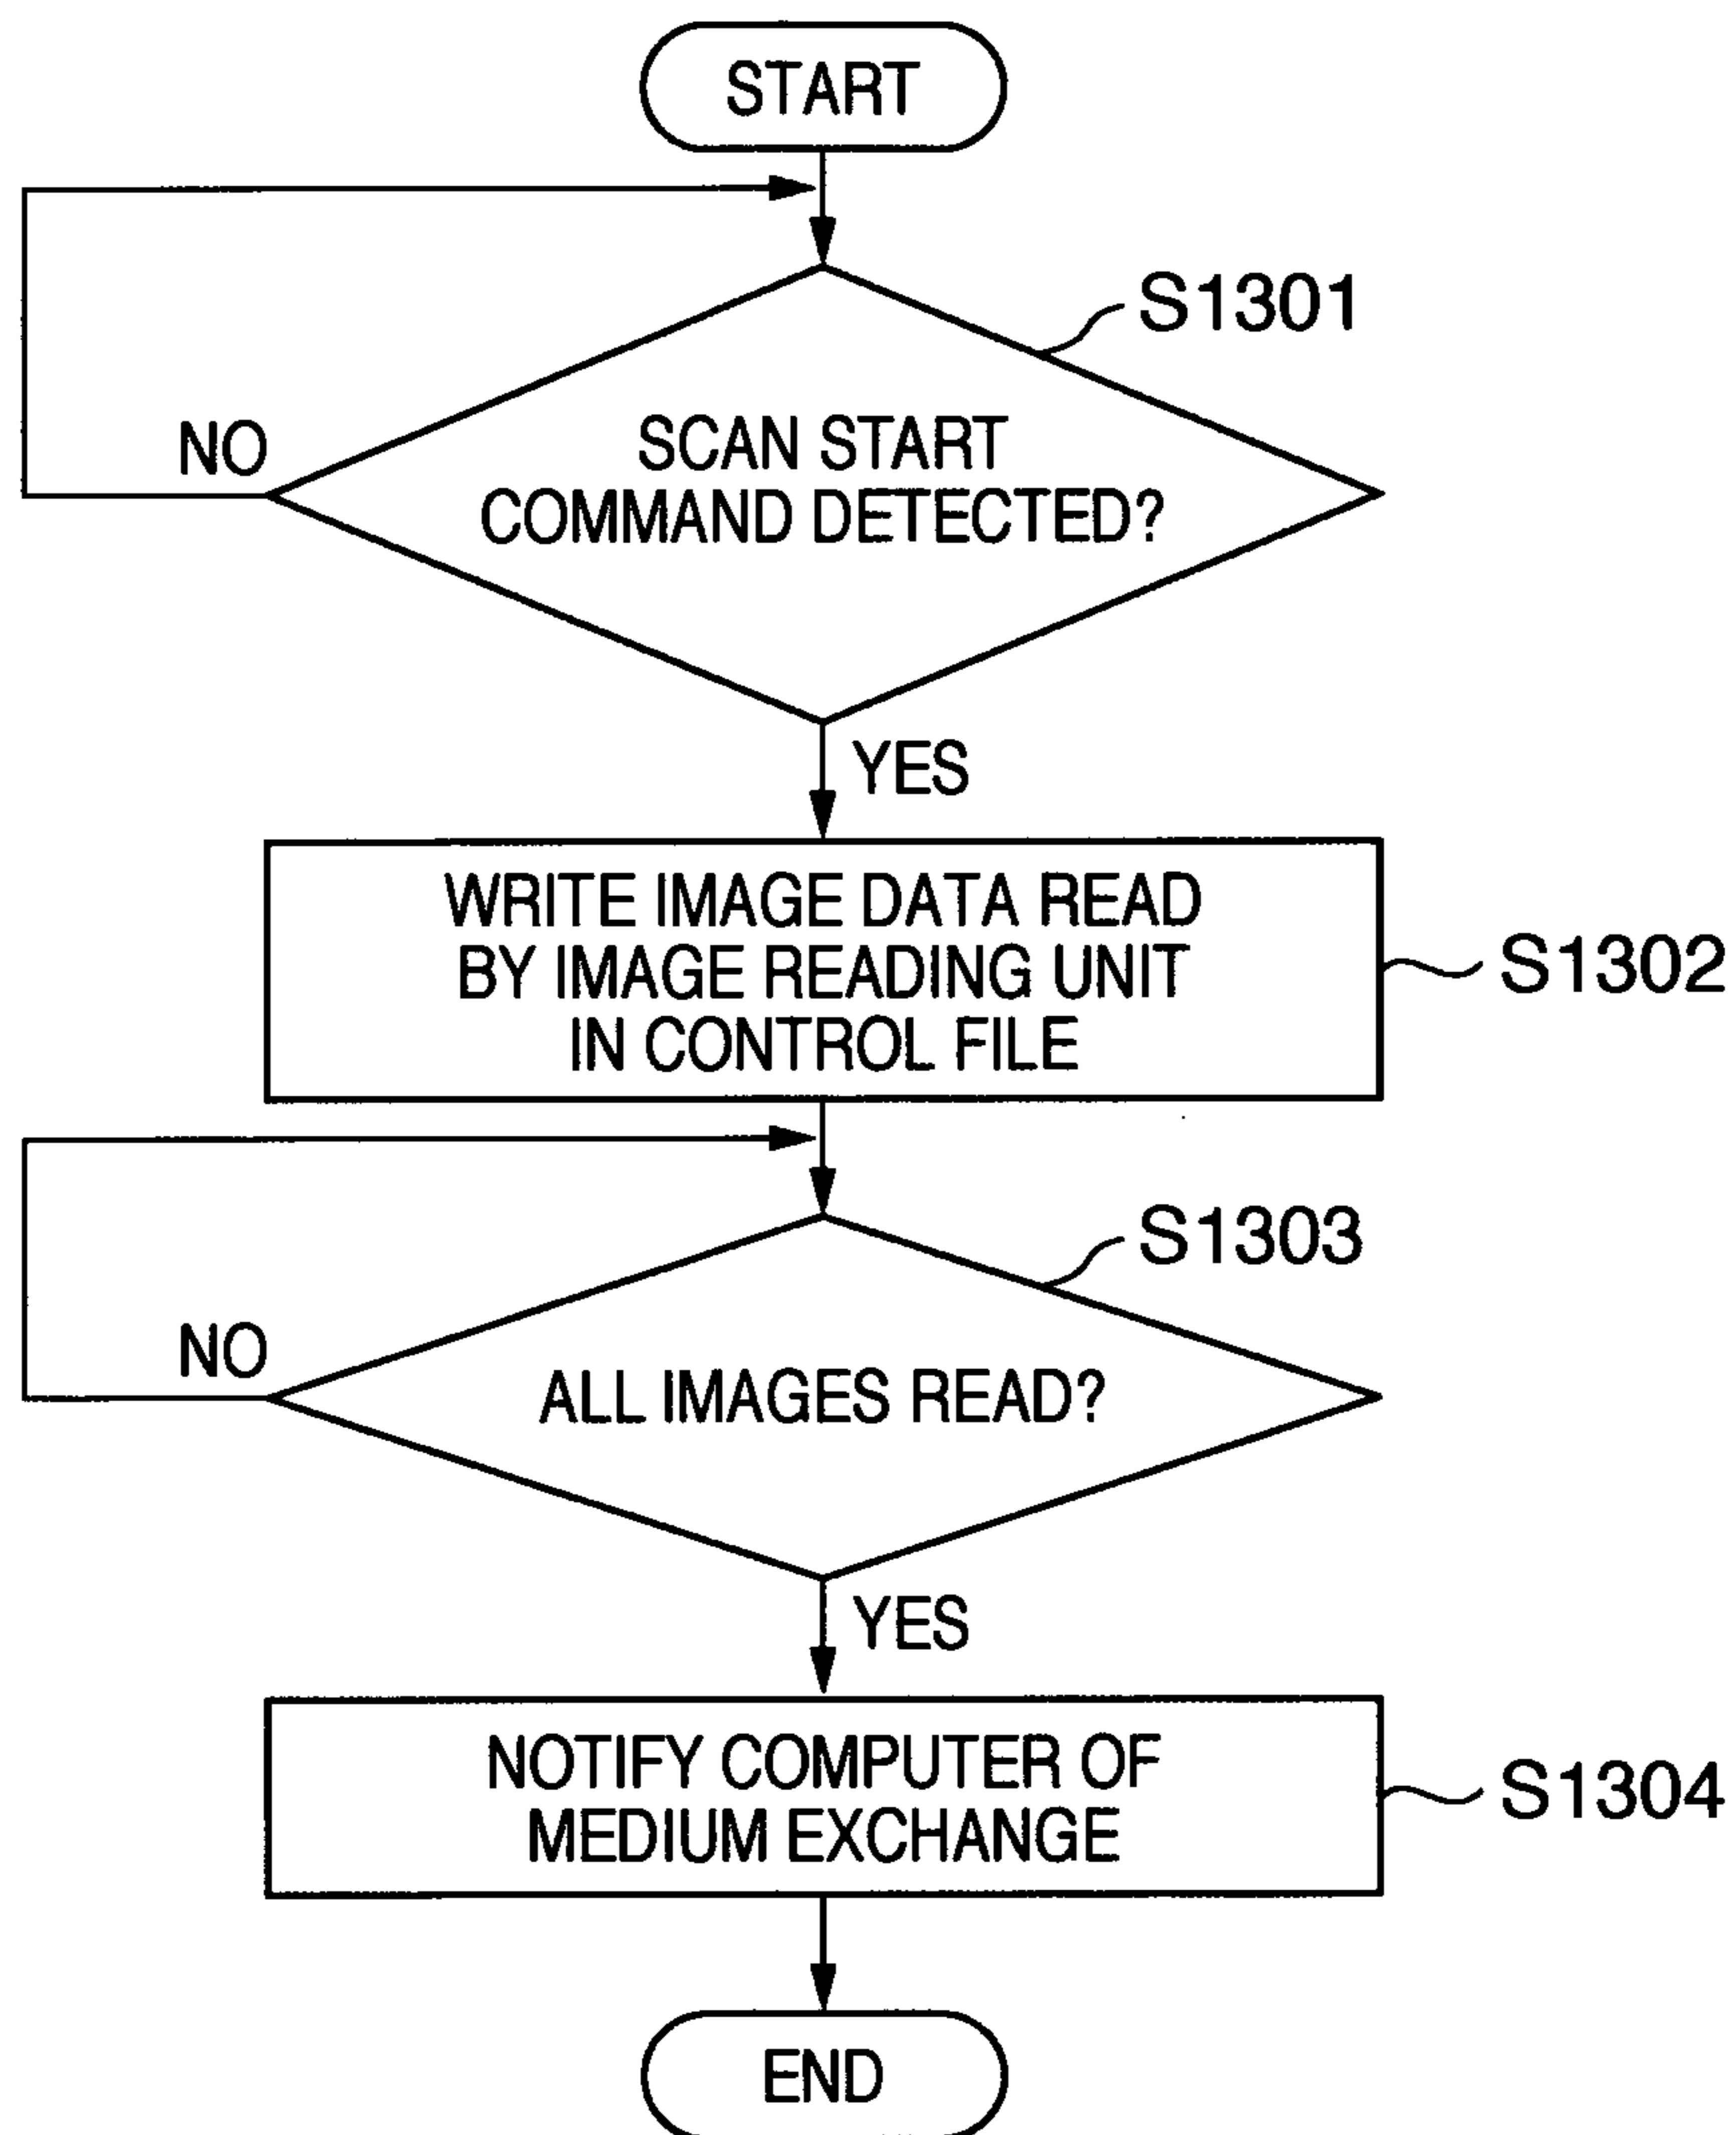 START
S1301
SCAN START
COMMAND DETECTED?
NO
YES
WRITE IMAGE DATA READ
BY IMAGE READING UNIT
IN CONTROL FILE
S1302
S1303
NO
ALL IMAGES READ?
YES
NOTIFY COMPUTER OF
MEDIUM EXCHANGE
S1304
END